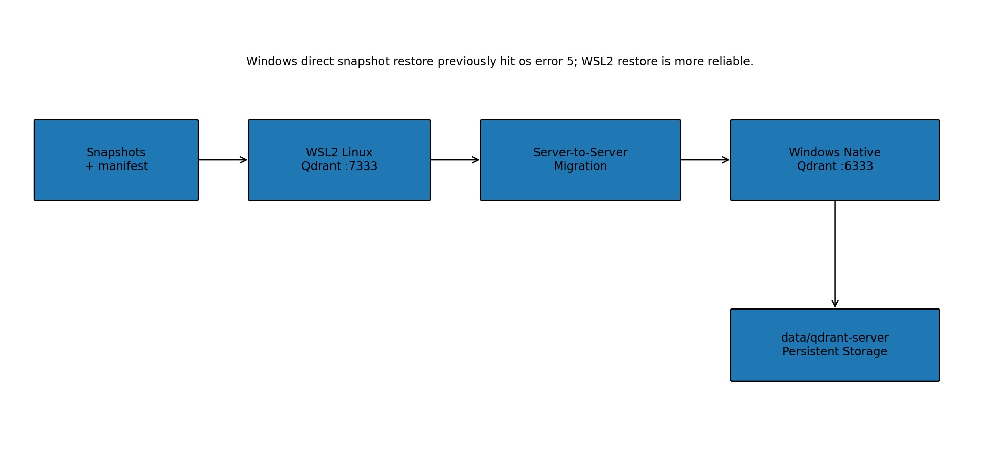 Windows direct snapshot restore previously hit os error 5; WSL2 restore is more reliable.
Snapshots
+ manifest
WSL2 Linux
Qdrant :7333
Server-to-Server
Migration
Windows Native
Qdrant :6333
data/qdrant-server
Persistent Storage